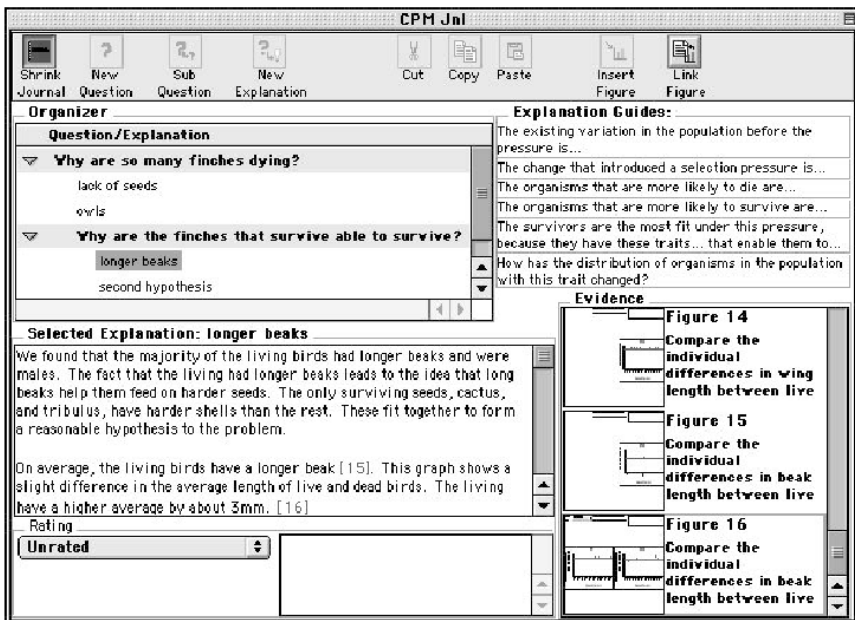 CPM Jnl
Shrink Journal
New Question
Sub Question
New Explanation
Cut
Copy
Paste
Insert Figure
Link Figure
Organizer
Question/Explanation
Why are so many finches dying?
lack of seeds
owls
Why are the finches that survive able to survive?
longer beaks
second hypothesis
Explanation Guides:
The existing variation in the population before the
pressure is...
The change that introduced a selection pressure is...
The organisms that are more likely to die are...
The organisms that are more likely to survive are...
The survivors are the most fit under this pressure,
because they have these traits... that enable them to...
How has the distribution of organisms in the population
with this trait changed?
Selected Explanation: longer beaks
We found that the majority of the living birds had longer beaks and were
males. The fact that the living had longer beaks leads to the idea that long
beaks help them feed on harder seeds. The only surviving seeds, cactus,
and tribulus, have harder shells than the rest. These fit together to form
a reasonable hypothesis to the problem.
On average, the living birds have a longer beak [15]. This graph shows a
slight difference in the average length of live and dead birds. The living
have a higher average by about 3mm. [16]
Rating
Unrated
Evidence
Figure 14
Compare the
individual
differences in wing
length between live
Figure 15
Compare the
individual
differences in beak
length between live
Figure 16
Compare the
individual
differences in beak
length between live